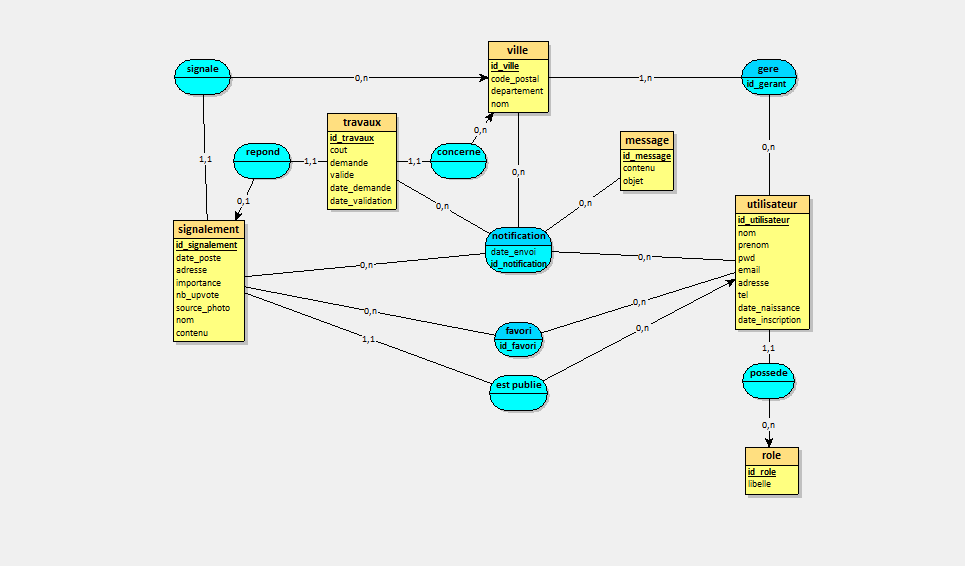 ville
id_ville
code_postal
departement
nom
signale
0,n
1,n
gere
id_gerant
travaux
id_travaux
cout
demande
valide
date_demande
date_validation
0,n
message
id_message
contenu
objet
1,1
repond
1,1
1,1
concerne
0,n
0,n
0,1
0,n
0,n
utilisateur
id_utilisateur
nom
prenom
pwd
email
adresse
tel
date_naissance
date_inscription
signalement
id_signalement
date_poste
adresse
importance
nb_upvote
source_photo
nom
contenu
notification
date_envoi
id_notification
0,n
0,n
0,n
0,n
favori
id_favori
0,n
1,1
est publie
1,1
possede
0,n
role
id_role
libelle